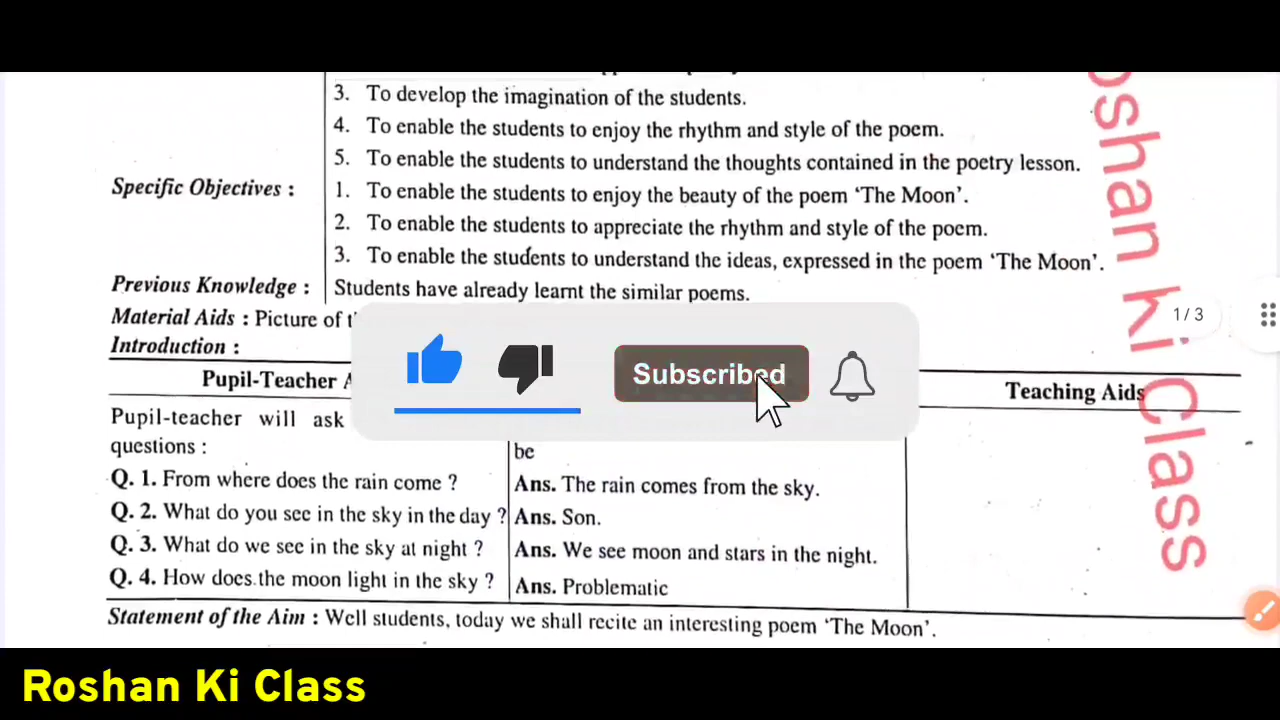 3. To develop the imagination of the students.
4. To enable the students to enjoy the rhythm and style of the poem.
5. To enable the students to understand the thoughts contained in the poetry lesson.
Specific Objectives : 1. To enable the students to enjoy the beauty of the poem ‘The Moon’.
2. To enable the students to appreciate the rhythm and style of the poem.
3. To enable the students to understand the ideas, expressed in the poem ‘The Moon’.
Previous Knowledge : Students have already learnt the similar poems.
Material Aids : Picture of
Introduction :
Pupil-Teacher Teaching Aids
Pupil-teacher will ask
questions :
be
Q. 1. From where does the rain come ? Ans. The rain comes from the sky.
Q. 2. What do you see in the sky in the day ? Ans. Son.
Q. 3. What do we see in the sky at night ? Ans. We see moon and stars in the night.
Q. 4. How does the moon light in the sky ? Ans. Problematic
Statement of the Aim : Well students, today we shall recite an interesting poem ‘The Moon’.
Subscribed
1/3
oshan Ki Class
Roshan Ki Class